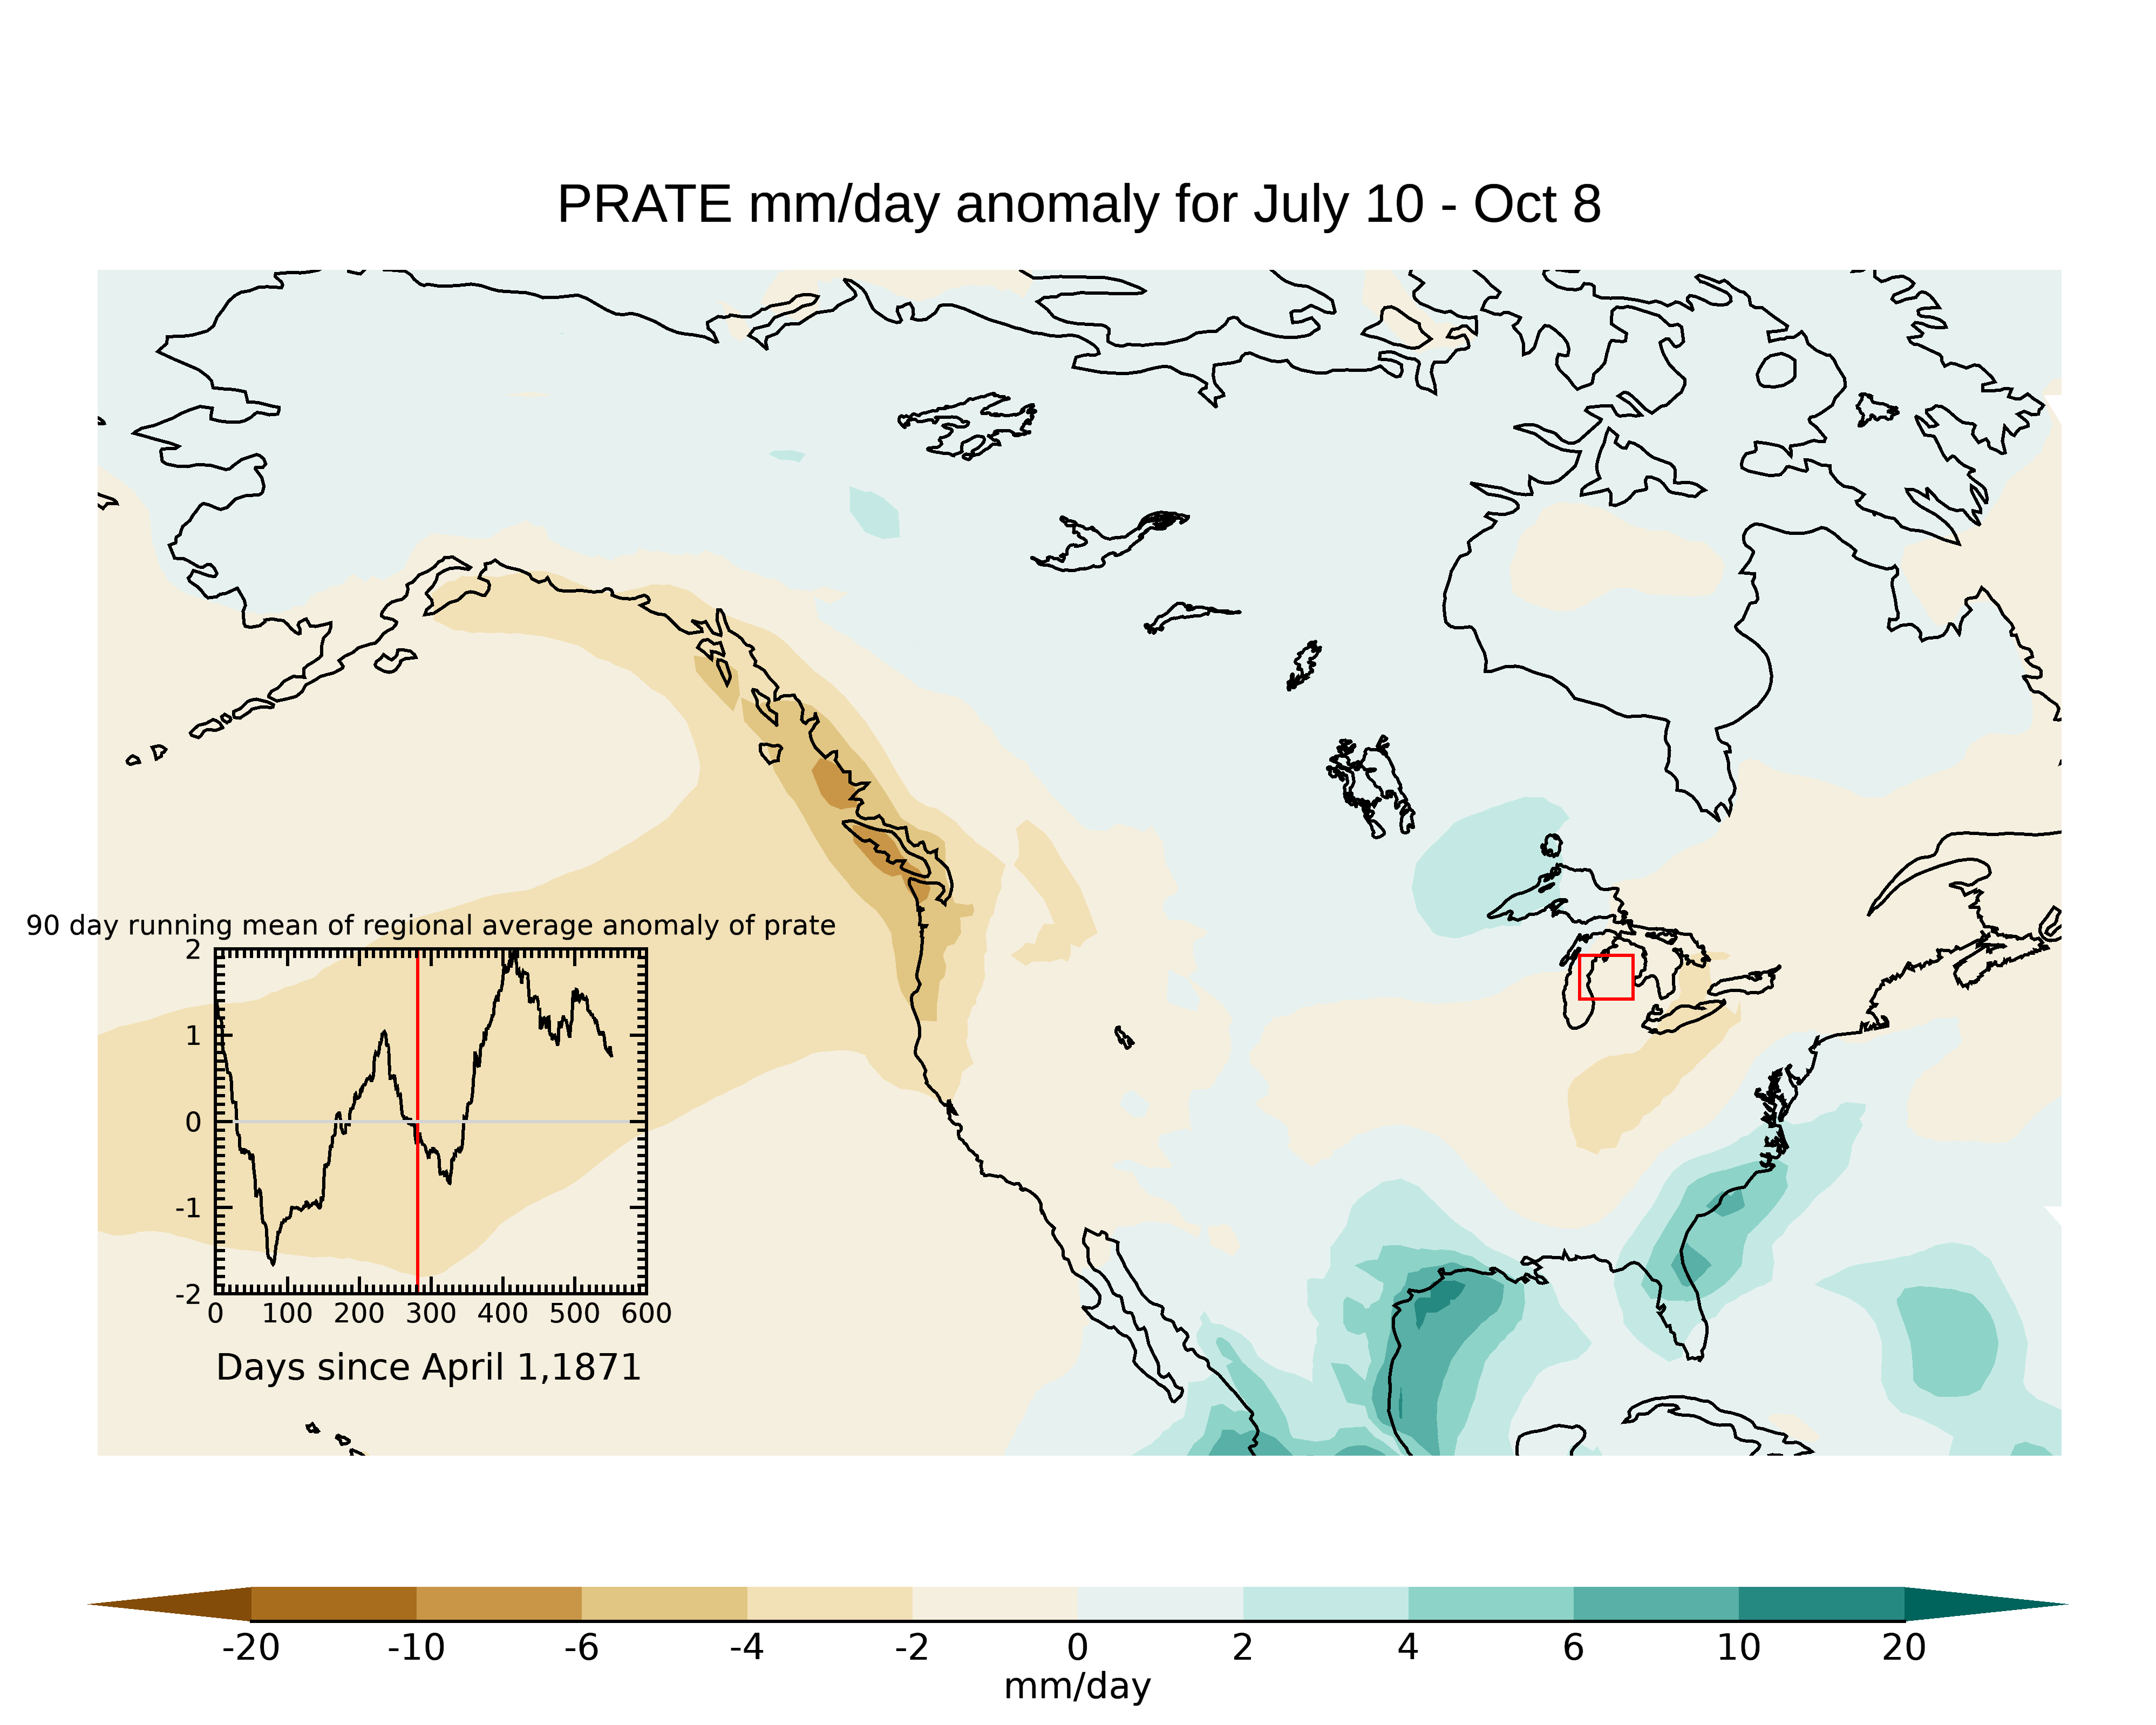 PRATE mm/day anomaly for July 10 - Oct 8
90 day running mean of regional average anomaly of prate
2
1
0
-1
-2
0 100 200 300 400 500 600
Days since April 1,1871
-20 -10 -6 -4 -2 0 2 4 6 10 20
mm/day